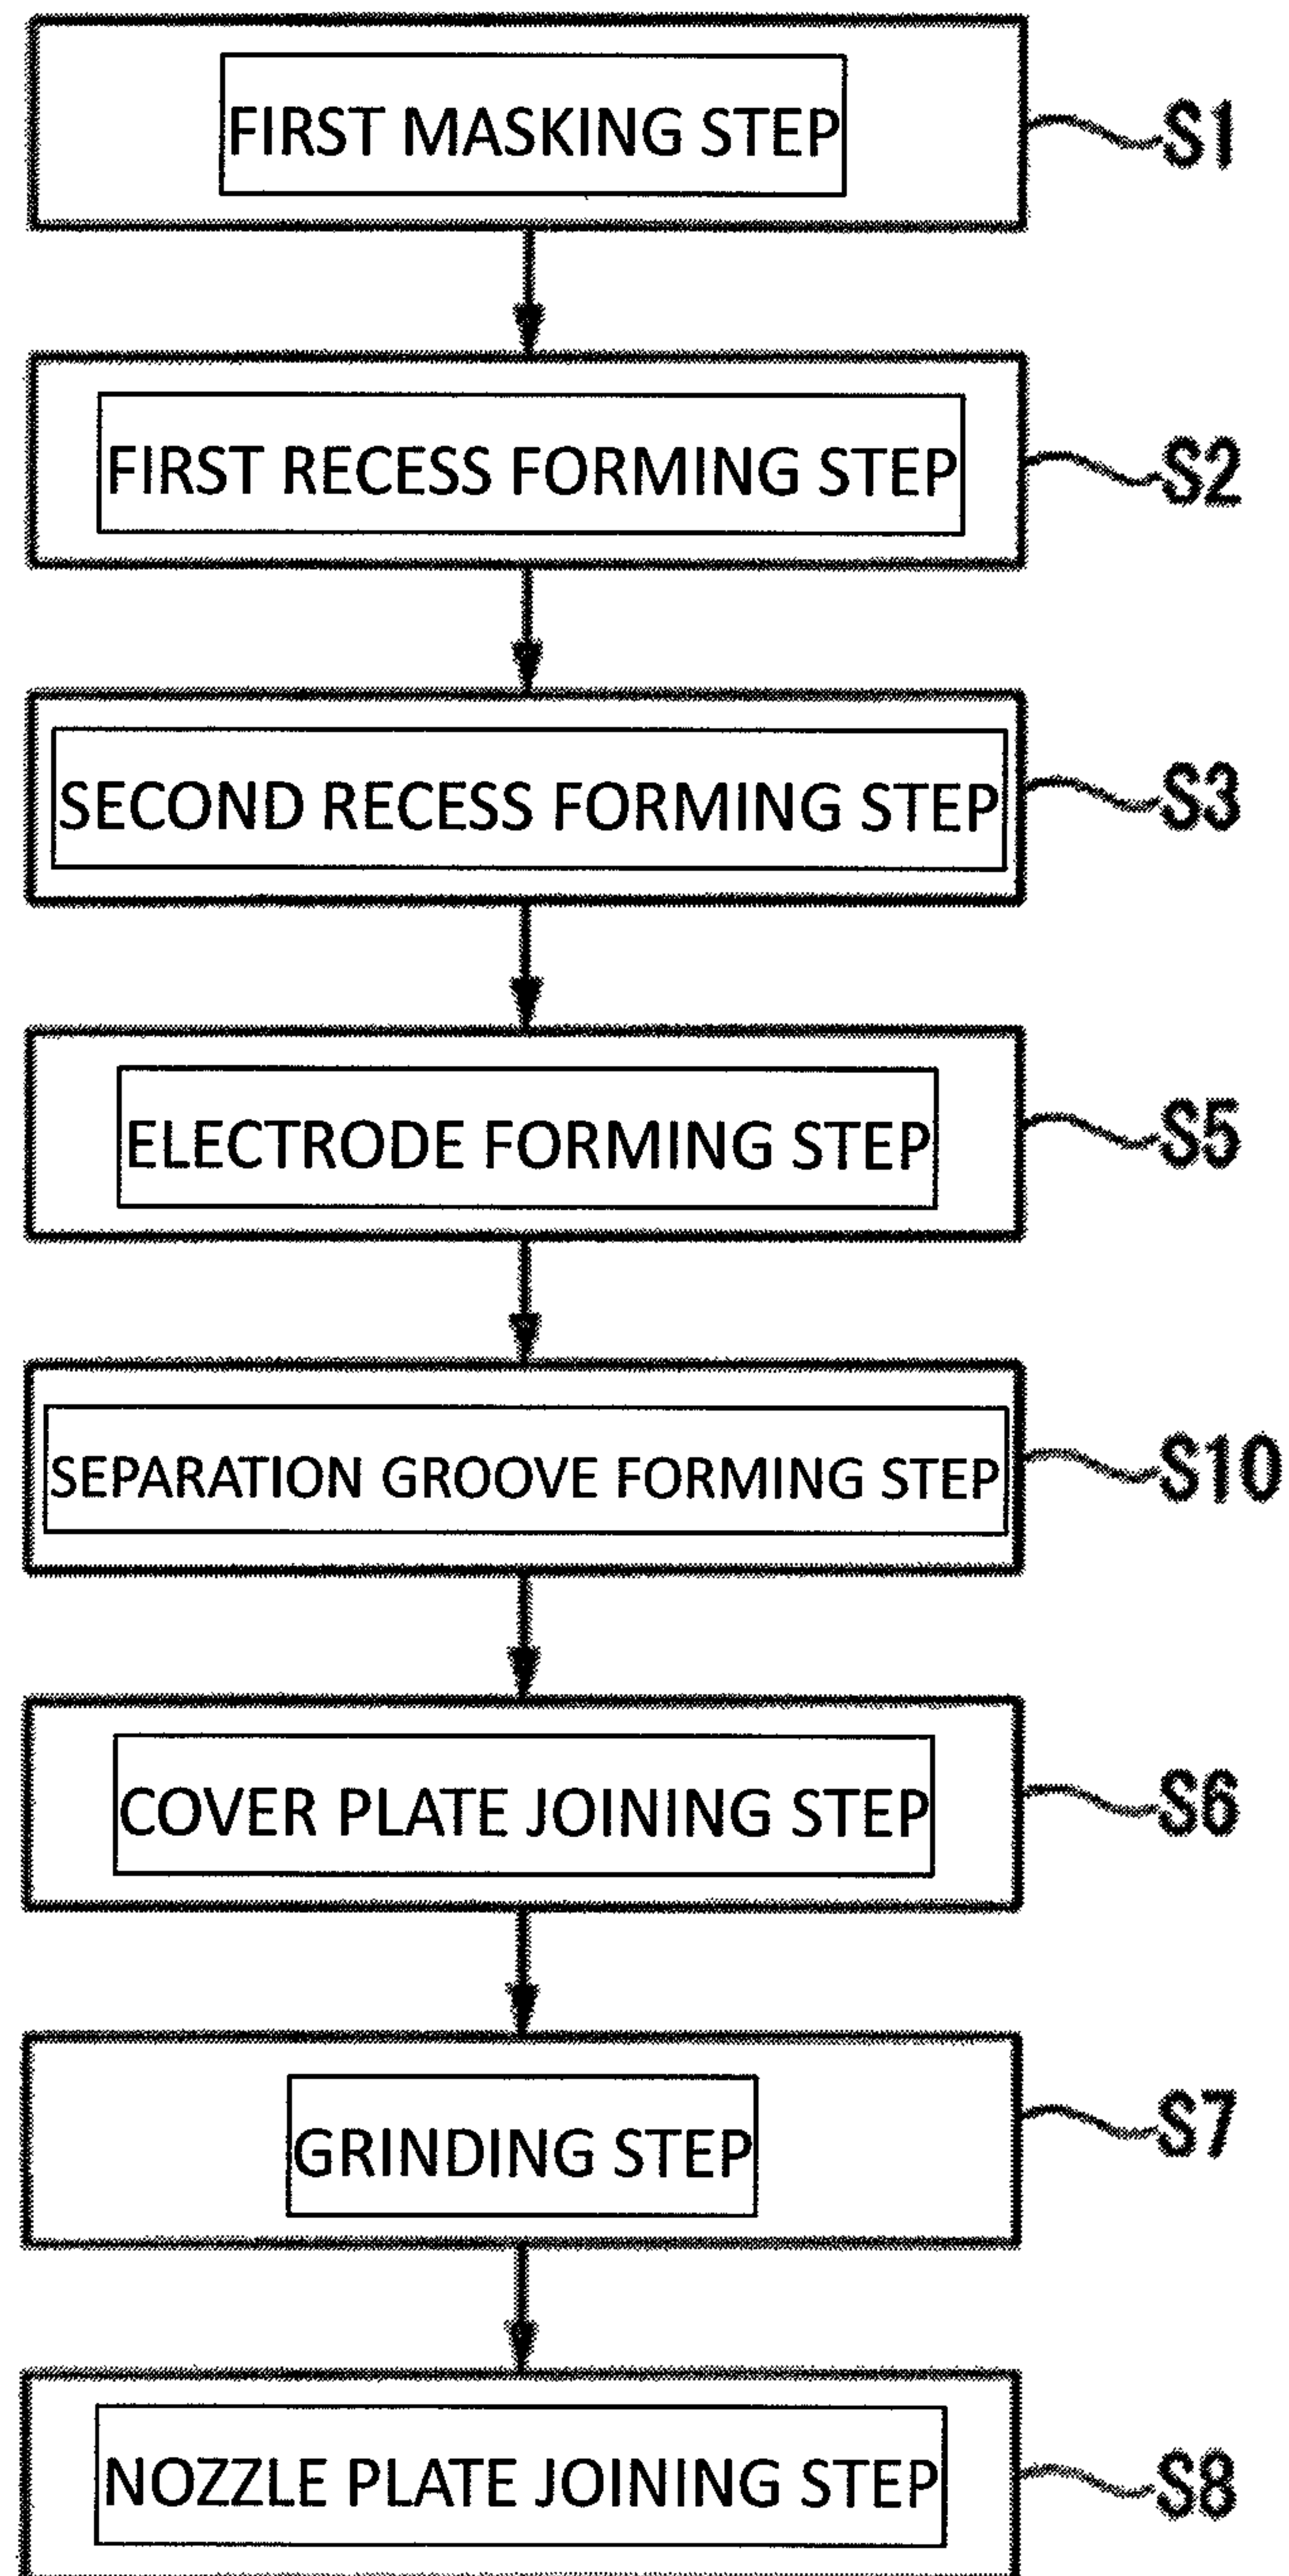 FIRST MASKING STEP S1
FIRST RECESS FORMING STEP S2
SECOND RECESS FORMING STEP S3
ELECTRODE FORMING STEP S5
SEPARATION GROOVE FORMING STEP S10
COVER PLATE JOINING STEP S6
GRINDING STEP S7
NOZZLE PLATE JOINING STEP S8